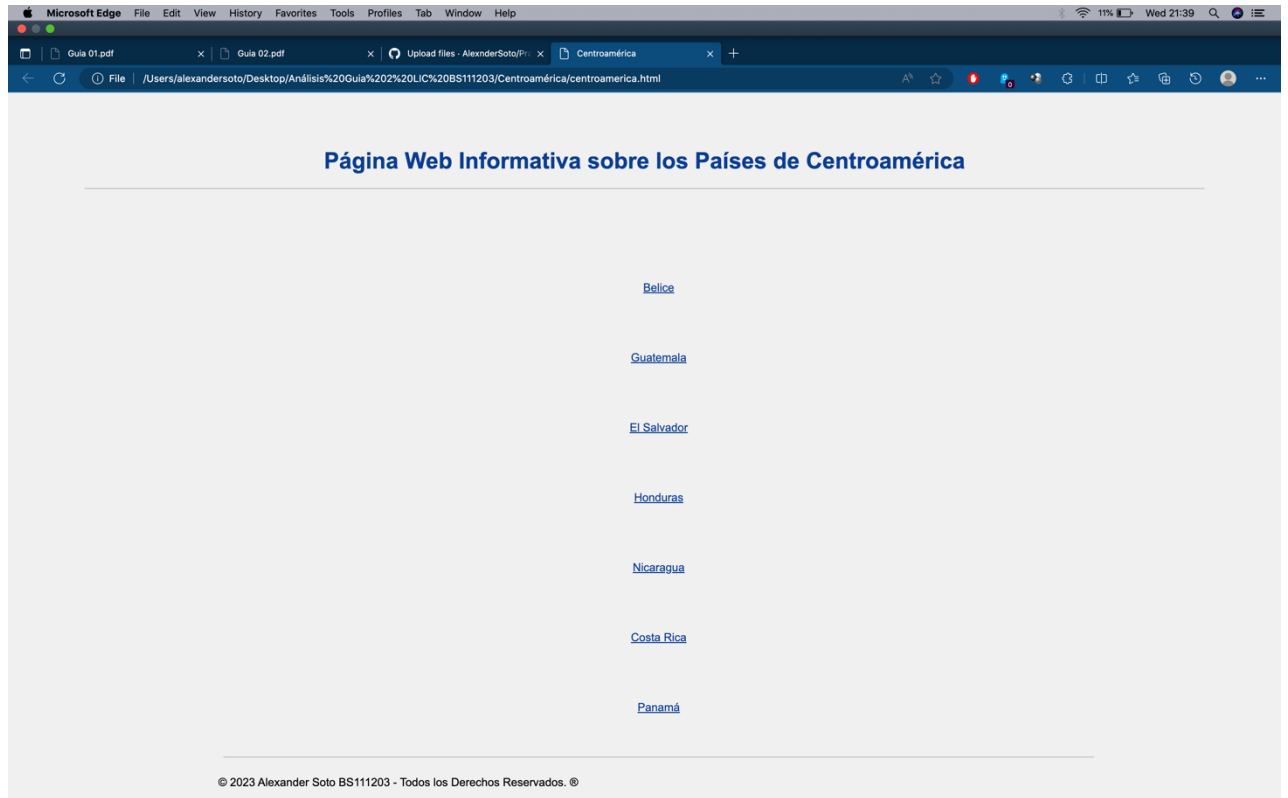 Microsoft Edge File Edit View History Favorites Tools Profiles Tab Window Help 11% Wed 21:39
Guia 01.pdf Guia 02.pdf Upload files · AlexnderSoto/Pr Centroamérica
File /Users/alexandersoto/Desktop/Análisis%20Guia%202%20LIC%20BS111203/Centroamérica/centroamerica.html
Página Web Informativa sobre los Países de Centroamérica
Belice
Guatemala
El Salvador
Honduras
Nicaragua
Costa Rica
Panamá
© 2023 Alexander Soto BS111203 - Todos los Derechos Reservados. ®